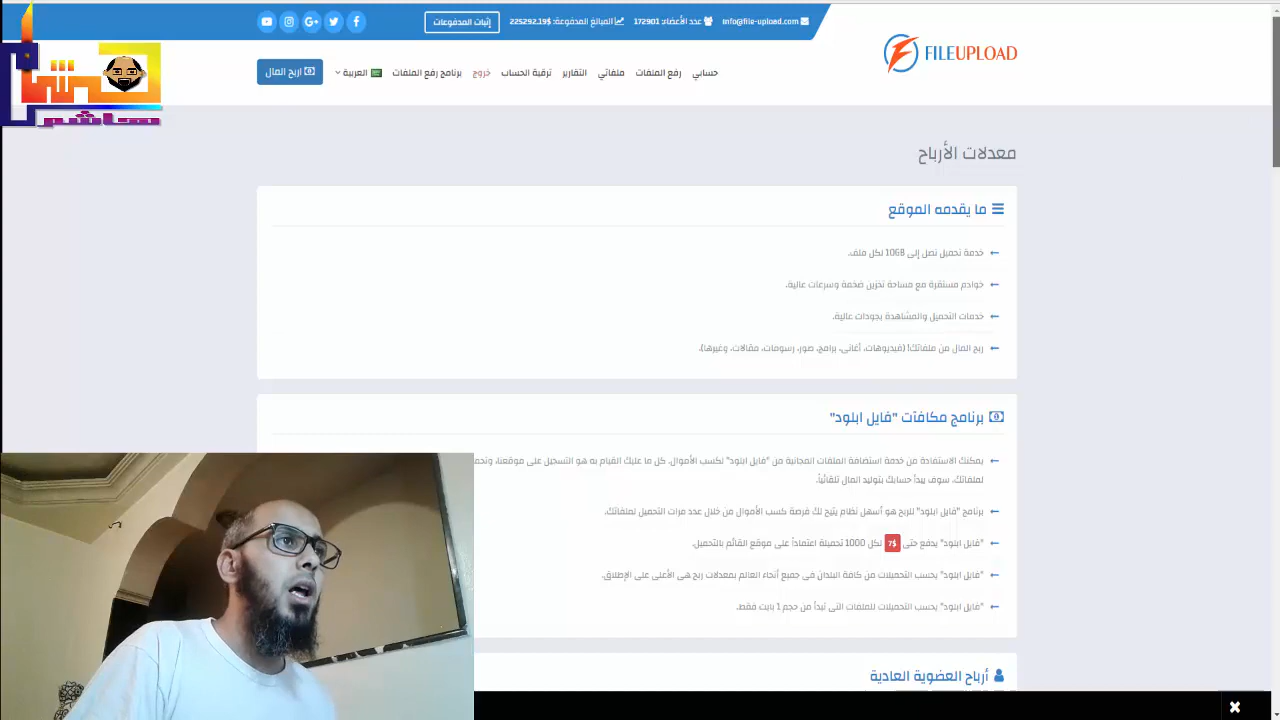 info@file-upload.com
عدد الأعضاء: 172901
المبالغ المدفوعة: 225292.19$
إثبات المدفوعات
FILEUPLOAD
حسابي
رفع الملفات
ملفاتي
التقارير
ترقية الحساب
خروج
برنامج رفع الملفات
العربية
اربح المال
معدلات الأرباح
ما يقدمه الموقع
خدمة تحميل تصل إلى 10GB لكل ملف.
خوادم مستقرة مع مساحة تخزين ضخمة وسرعات عالية.
خدمات التحميل والمشاهدة بجودات عالية.
ربح المال من ملفاتك! (فيديوهات، أغاني، برامج، صور، رسومات، مقالات، وغيرها).
برنامج مكافآت "فايل ابلود"
يمكنك الاستفادة من خدمة استضافة الملفات المجانية من "فايل ابلود" لكسب الأموال. كل ما عليك القيام به هو التسجيل على موقعنا،
لملفاتك، سوف يبدأ حسابك بتوليد المال تلقائياً.
برنامج "فايل ابلود" للربح هو أسهل نظام يتيح لك فرصة كسب الأموال من خلال عدد مرات التحميل لملفاتك.
"فايل ابلود" يدفع حتى 7$ لكل 1000 تحميلة اعتماداً على موقع القائم بالتحميل.
"فايل ابلود" يحسب التحميلات من كافة البلدان في جميع أنحاء العالم بمعدلات ربح هي الأعلى على الإطلاق.
"فايل ابلود" يحسب التحميلات للملفات التي تبدأ من حجم 1 بايت فقط.
أرباح العضوية العادية